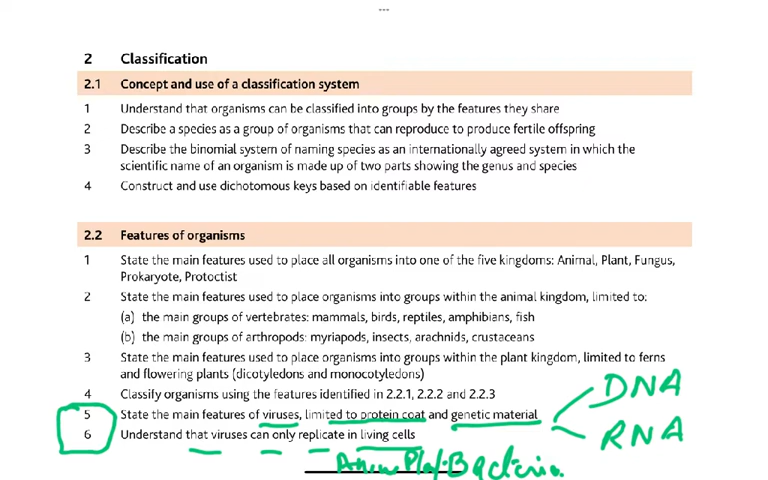 2 Classification
2.1 Concept and use of a classification system
1 Understand that organisms can be classified into groups by the features they share
2 Describe a species as a group of organisms that can reproduce to produce fertile offspring
3 Describe the binomial system of naming species as an internationally agreed system in which the
scientific name of an organism is made up of two parts showing the genus and species
4 Construct and use dichotomous keys based on identifiable features
2.2 Features of organisms
1 State the main features used to place all organisms into one of the five kingdoms: Animal, Plant, Fungus,
Prokaryote, Protoctist
2 State the main features used to place organisms into groups within the animal kingdom, limited to:
(a) the main groups of vertebrates: mammals, birds, reptiles, amphibians, fish
(b) the main groups of arthropods: myriapods, insects, arachnids, crustaceans
3 State the main features used to place organisms into groups within the plant kingdom, limited to ferns
and flowering plants (dicotyledons and monocotyledons)
4 Classify organisms using the features identified in 2.2.1, 2.2.2 and 2.2.3
DNA
5 State the main features of viruses, limited to protein coat and genetic material
6 Understand that viruses can only replicate in living cells
RNA
Bacteria